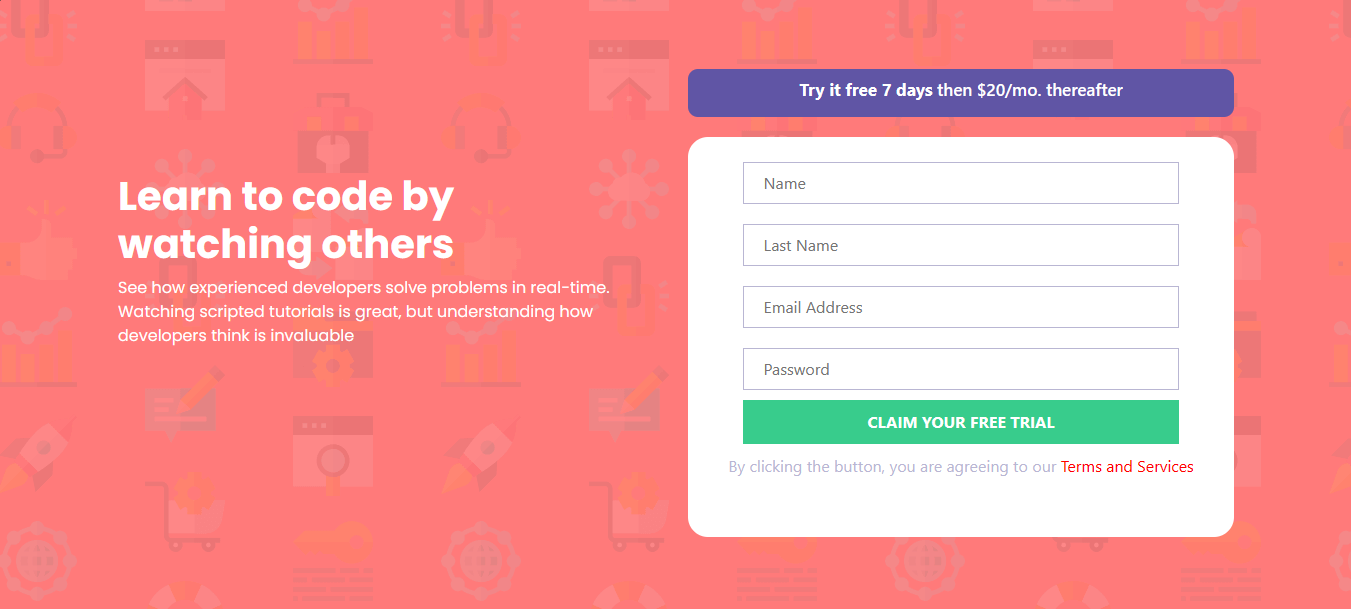 Learn to code by
watching others
See how experienced developers solve problems in real-time.
Watching scripted tutorials is great, but understanding how
developers think is invaluable
Try it free 7 days then $20/mo. thereafter
Name
Last Name
Email Address
Password
CLAIM YOUR FREE TRIAL
By clicking the button, you are agreeing to our Terms and Services